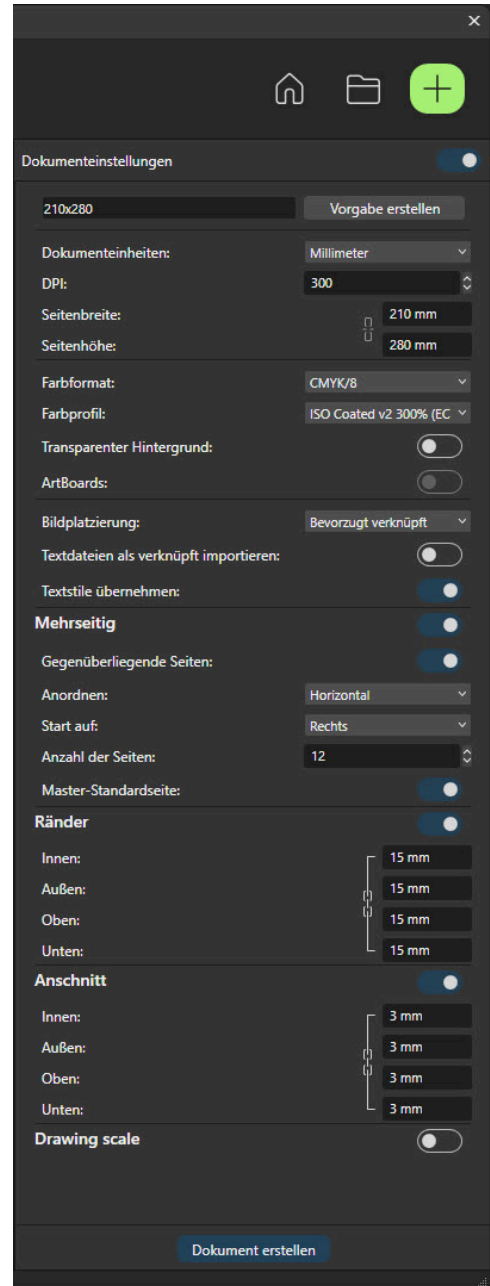 Dokumenteinstellungen
210x280 Vorgabe erstellen
Dokumenteinheiten: Millimeter
DPI: 300
Seitenbreite: 210 mm
Seitenhöhe: 280 mm
Farbformat: CMYK/8
Farbprofil: ISO Coated v2 300% (EC
Transparenter Hintergrund:
ArtBoards:
Bildplatzierung: Bevorzugt verknüpft
Textdateien als verknüpft importieren:
Textstile übernehmen:
Mehrseitig
Gegenüberliegende Seiten:
Anordnen: Horizontal
Start auf: Rechts
Anzahl der Seiten: 12
Master-Standardseite:
Ränder
Innen: 15 mm
Außen: 15 mm
Oben: 15 mm
Unten: 15 mm
Anschnitt
Innen: 3 mm
Außen: 3 mm
Oben: 3 mm
Unten: 3 mm
Drawing scale
Dokument erstellen